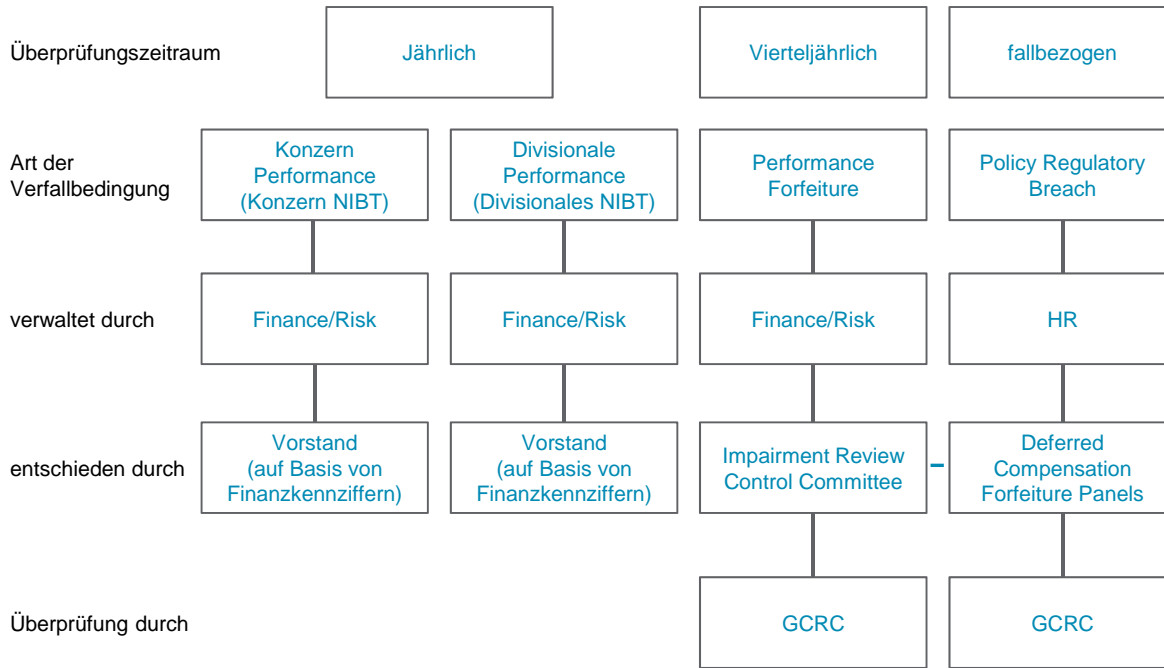 Überprüfungszeitraum
Jährlich
Vierteljährlich
fallbezogen
Art der
Verfallbedingung
Konzern
Performance
(Konzern NIBT)
Divisionale
Performance
(Divisionales NIBT)
Performance
Forfeiture
Policy Regulatory
Breach
verwaltet durch
Finance/Risk
Finance/Risk
Finance/Risk
HR
entschieden durch
Vorstand
(auf Basis von
Finanzkennziffern)
Vorstand
(auf Basis von
Finanzkennziffern)
Impairment Review
Control Committee
Deferred
Compensation
Forfeiture Panels
Überprüfung durch
GCRC
GCRC